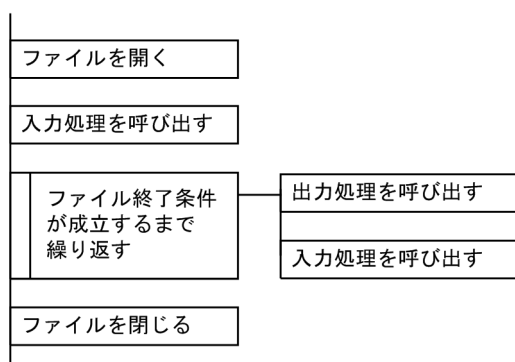 ファイルを開く
入力処理を呼び出す
ファイル終了条件
が成立するまで
繰り返す
出力処理を呼び出す
入力処理を呼び出す
ファイルを閉じる